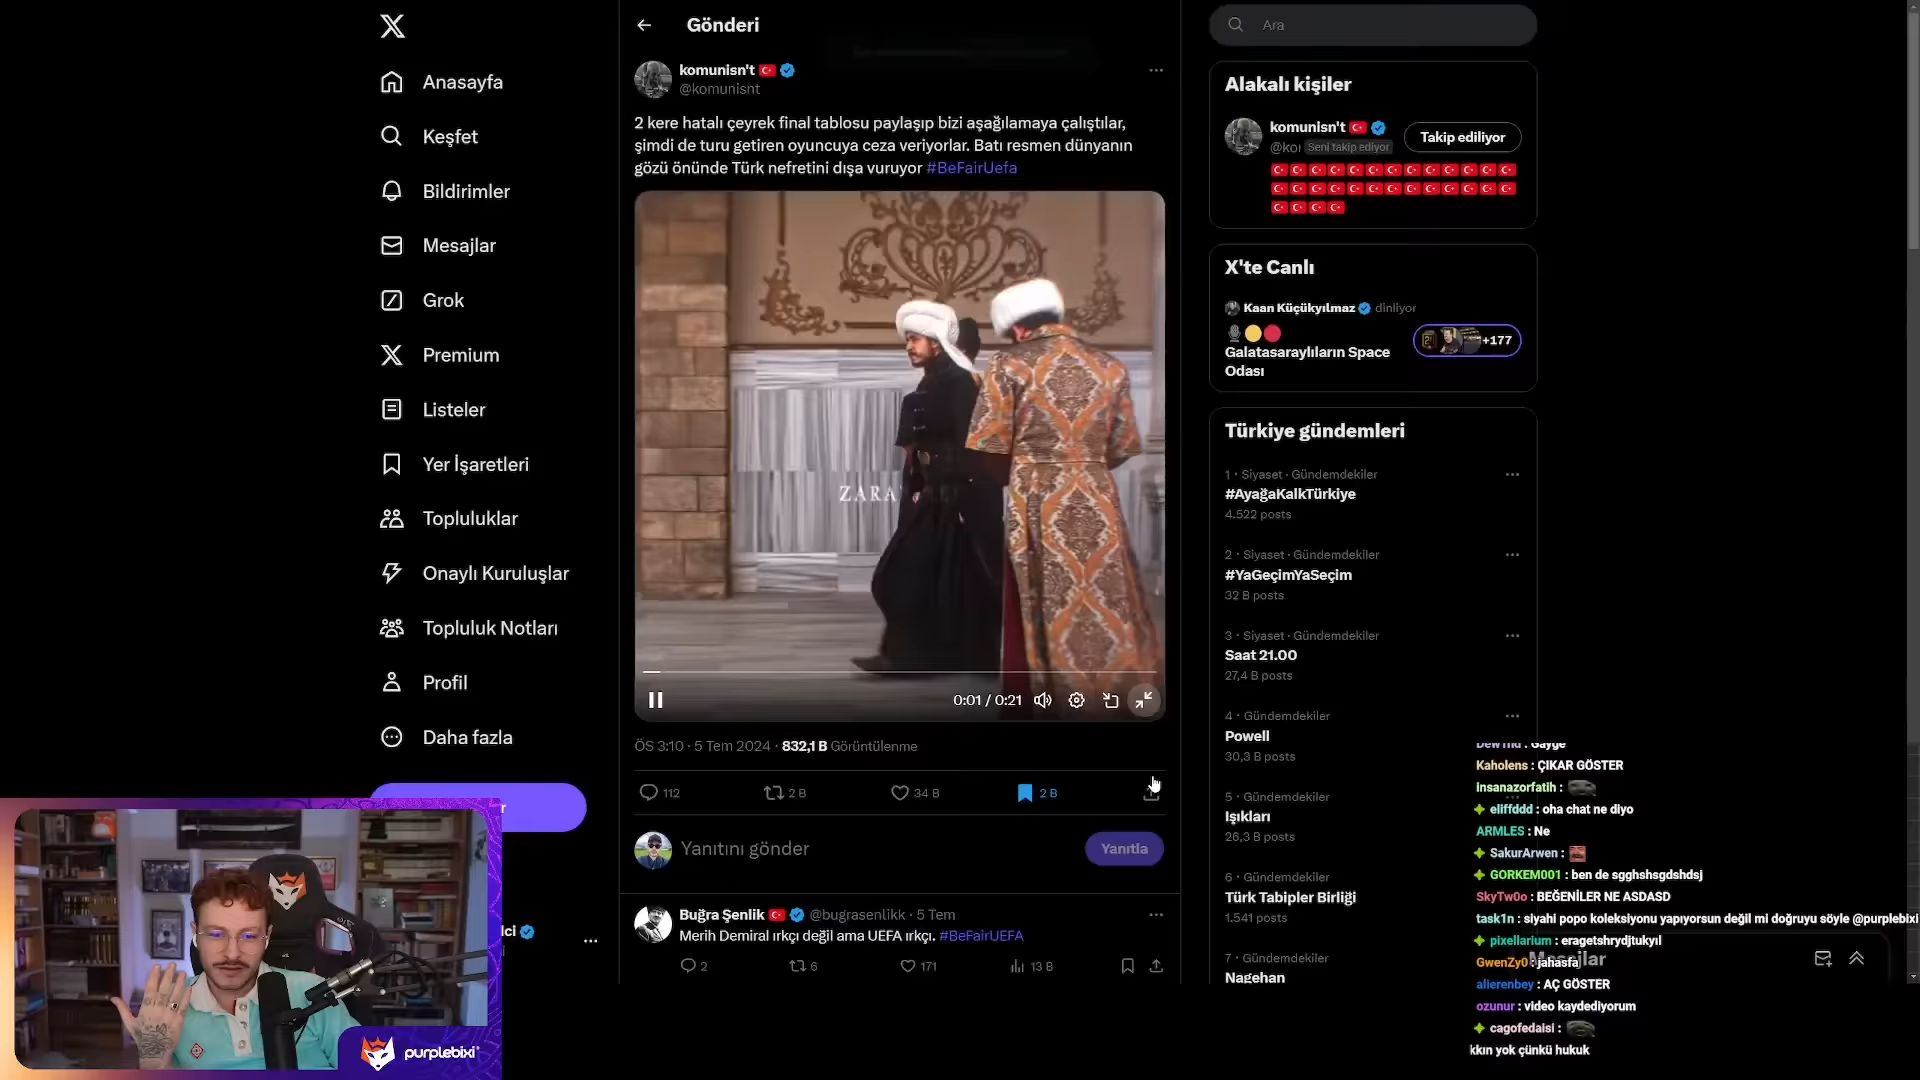 Anasayfa
Keşfet
Bildirimler
Mesajlar
Grok
Premium
Listeler
Yer İşaretleri
Topluluklar
Onaylı Kuruluşlar
Topluluk Notları
Profil
Daha fazla
Gönderi
komunisn't
@komunisnt
2 kere hatalı çeyrek final tablosu paylaşıp bizi aşağılamaya çalıştılar,
şimdi de turu getiren oyuncuya ceza veriyorlar. Batı resmen dünyanın
gözü önünde Türk nefretini dışa vuruyor #BeFairUefa
0:01 / 0:21
ÖS 3:10 · 5 Tem 2024 · 832,1 B Görüntülenme
112
2 B
34 B
2 B
Yanıtını gönder
Yanıtla
Buğra Şenlik @bugrasenlikk · 5 Tem
Merih Demiral ırkçı değil ama UEFA ırkçı. #BeFairUEFA
2
6
171
13 B
Ara
Alakalı kişiler
komunisn't
Takip ediliyor
@ko
Seni takip ediyor
X'te Canlı
Kaan Küçükyılmaz dinliyor
Galatasaraylıların Space
Odası
+177
Türkiye gündemleri
1 · Siyaset · Gündemdekiler
#AyağaKalkTürkiye
4.522 posts
2 · Siyaset · Gündemdekiler
#YaGeçimYaSeçim
32 B posts
3 · Siyaset · Gündemdekiler
Saat 21.00
27,4 B posts
4 · Gündemdekiler
Powell
30,3 B posts
5 · Gündemdekiler
Işıkları
26,3 B posts
6 · Gündemdekiler
Türk Tabipler Birliği
1.541 posts
7 · Gündemdekiler
Nagehan
Kaholens : ÇIKAR GÖSTER
Insanazorfatih :
eliffddd : oha chat ne diyo
ARMLES : Ne
SakurArwen :
GORKEM001 : ben de sgghshsgdshdsj
SkyTw0o : BEĞENİLER NE ASDASD
task1n : siyahi popo koleksiyonu yapıyorsun değil mi doğruyu söyle @purplebixi
pixellarium : eragetshrydjtukyıl
GwenZy0 : jahasfaj
alierenbey : AÇ GÖSTER
ozunur : video kaydediyorum
cagofedaisi :
kkın yok çünkü hukuk
purplebixi